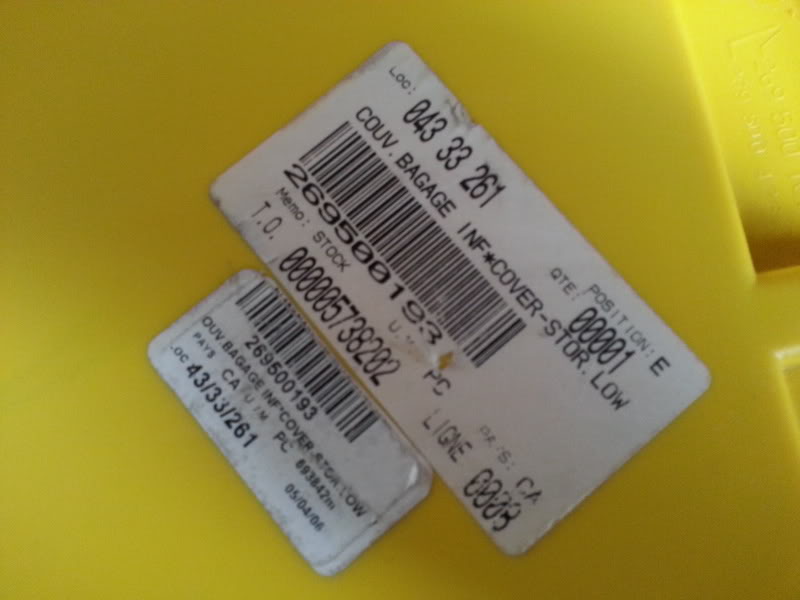 Loc: 043 33 261
POSITION: E
COUV.BAGAGE INF*COVER-STOR.LOW
QTE: 00001
269500193
Memo: STOCK
PC
PAYS: CA
T.O. 000005738202
LIGNE 0003
269500193
OUV.BAGAGE INF*COVER-STOR.LOW
PAYS CA U/M PC 693842m
LOC 43/33/261
05/04/06